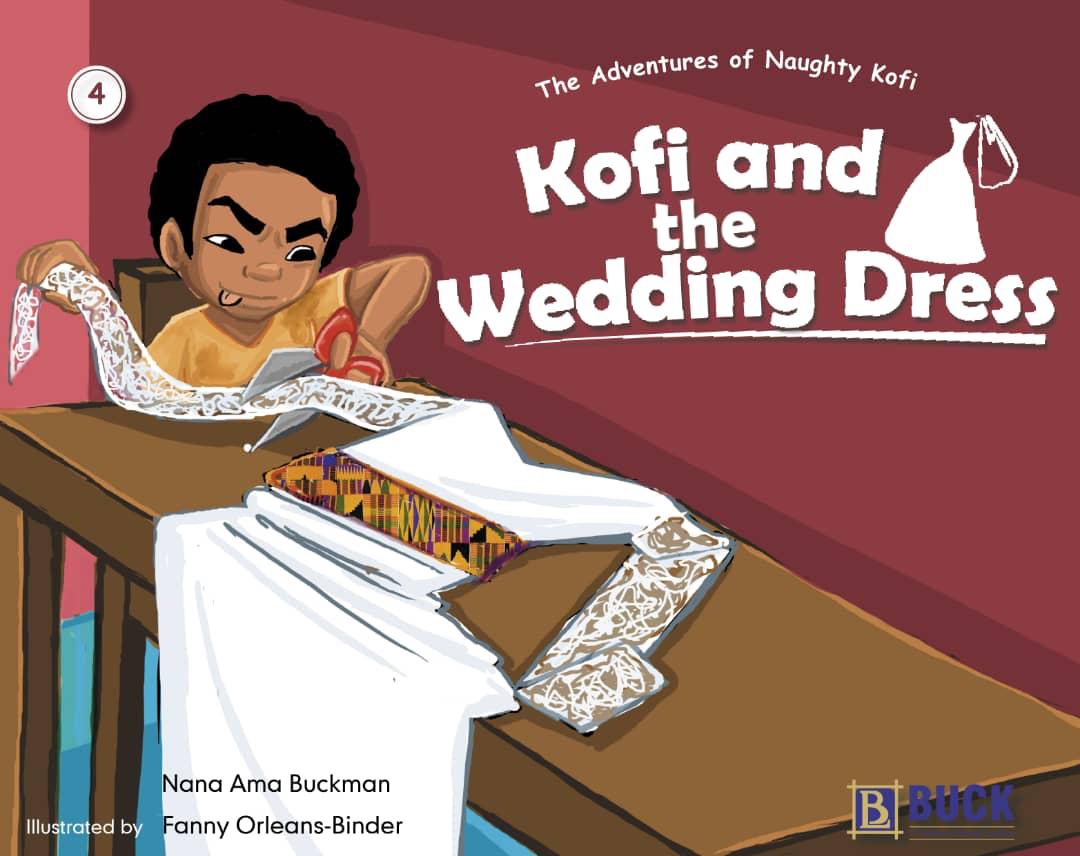 4
The Adventures of Naughty Kofi
Kofi and
the
Wedding Dress
Nana Ama Buckman
Illustrated by Fanny Orleans-Binder
B BUCK